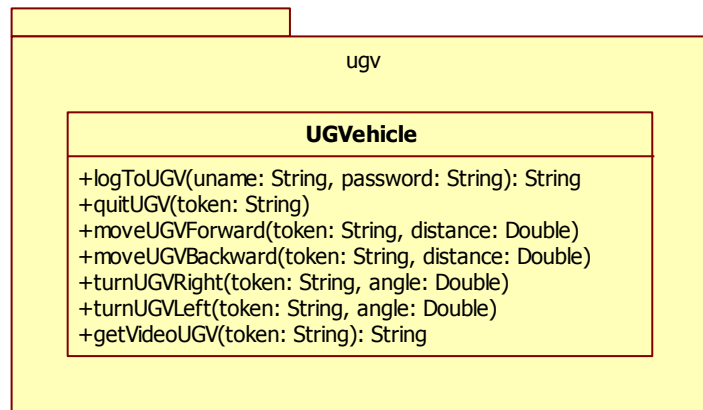 ugv
UGVehicle
+logToUGV(uname: String, password: String): String
+quitUGV(token: String)
+moveUGVForward(token: String, distance: Double)
+moveUGVBackward(token: String, distance: Double)
+turnUGVRight(token: String, angle: Double)
+turnUGVLeft(token: String, angle: Double)
+getVideoUGV(token: String): String